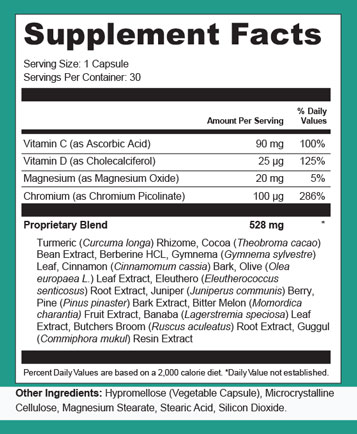 Supplement Facts
Serving Size: 1 Capsule
Servings Per Container: 30
Amount Per Serving % Daily Values
Vitamin C (as Ascorbic Acid) 90 mg 100%
Vitamin D (as Cholecalciferol) 25 µg 125%
Magnesium (as Magnesium Oxide) 20 mg 5%
Chromium (as Chromium Picolinate) 100 µg 286%
Proprietary Blend 528 mg *
Turmeric (Curcuma longa) Rhizome, Cocoa (Theobroma cacao)
Bean Extract, Berberine HCL, Gymnema (Gymnema sylvestre)
Leaf, Cinnamon (Cinnamomum cassia) Bark, Olive (Olea
europaea L.) Leaf Extract, Eleuthero (Eleutherococcus
senticosus) Root Extract, Juniper (Juniperus communis) Berry,
Pine (Pinus pinaster) Bark Extract, Bitter Melon (Momordica
charantia) Fruit Extract, Banaba (Lagerstremia speciosa) Leaf
Extract, Butchers Broom (Ruscus aculeatus) Root Extract, Guggul
(Commiphora mukul) Resin Extract
Percent Daily Values are based on a 2,000 calorie diet. *Daily Value not established.
Other Ingredients: Hypromellose (Vegetable Capsule), Microcrystalline
Cellulose, Magnesium Stearate, Stearic Acid, Silicon Dioxide.